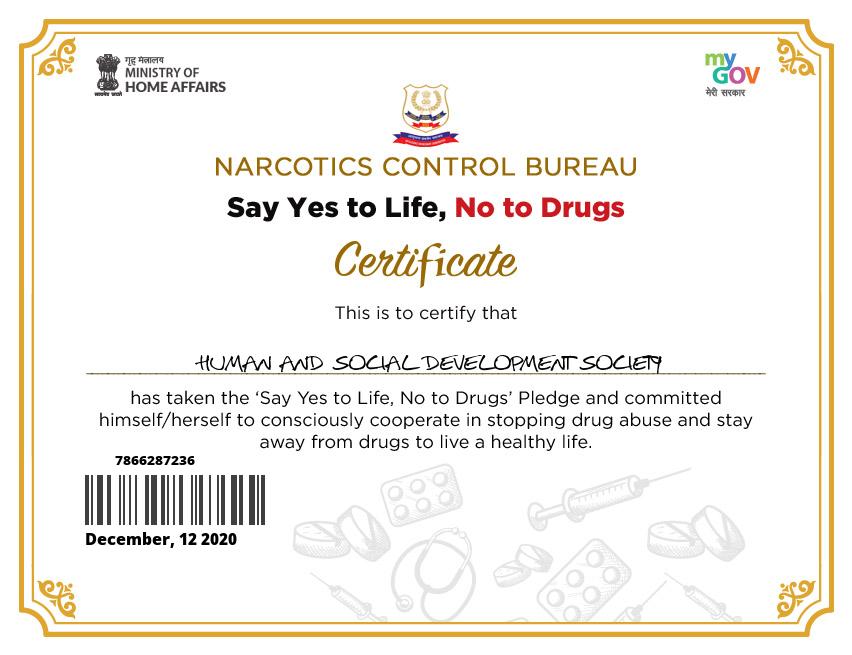 गृह मंत्रालय
MINISTRY OF
HOME AFFAIRS
my
GOV
मेरी सरकार
NARCOTICS CONTROL BUREAU
Say Yes to Life, No to Drugs
Certificate
This is to certify that
HUMAN AND SOCIAL DEVELOPMENT SOCIETY
has taken the ‘Say Yes to Life, No to Drugs’ Pledge and committed
himself/herself to consciously cooperate in stopping drug abuse and stay
away from drugs to live a healthy life.
7866287236
December, 12 2020